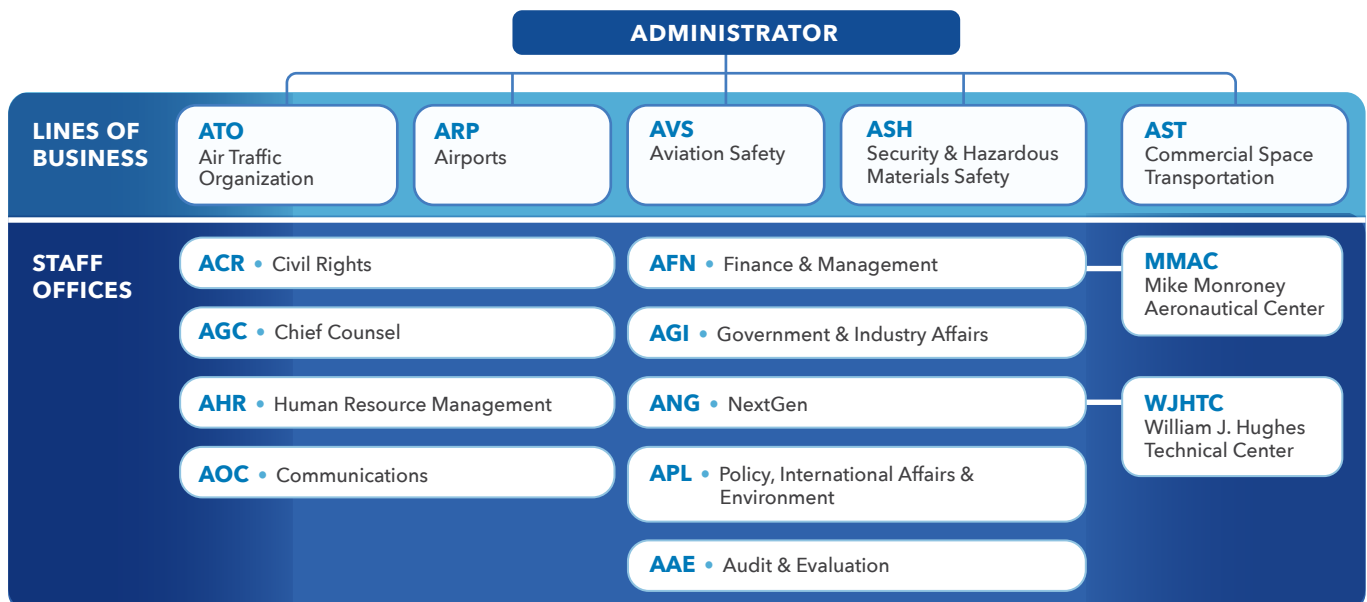 ADMINISTRATOR
LINES OF
BUSINESS
ATO
Air Traffic
Organization
ARP
Airports
AVS
Aviation Safety
ASH
Security & Hazardous
Materials Safety
AST
Commercial Space
Transportation
STAFF
OFFICES
ACR • Civil Rights
AGC • Chief Counsel
AHR • Human Resource Management
AOC • Communications
AFN • Finance & Management
AGI • Government & Industry Affairs
ANG • NextGen
APL • Policy, International Affairs &
Environment
AAE • Audit & Evaluation
MMAC
Mike Monroney
Aeronautical Center
WJHTC
William J. Hughes
Technical Center